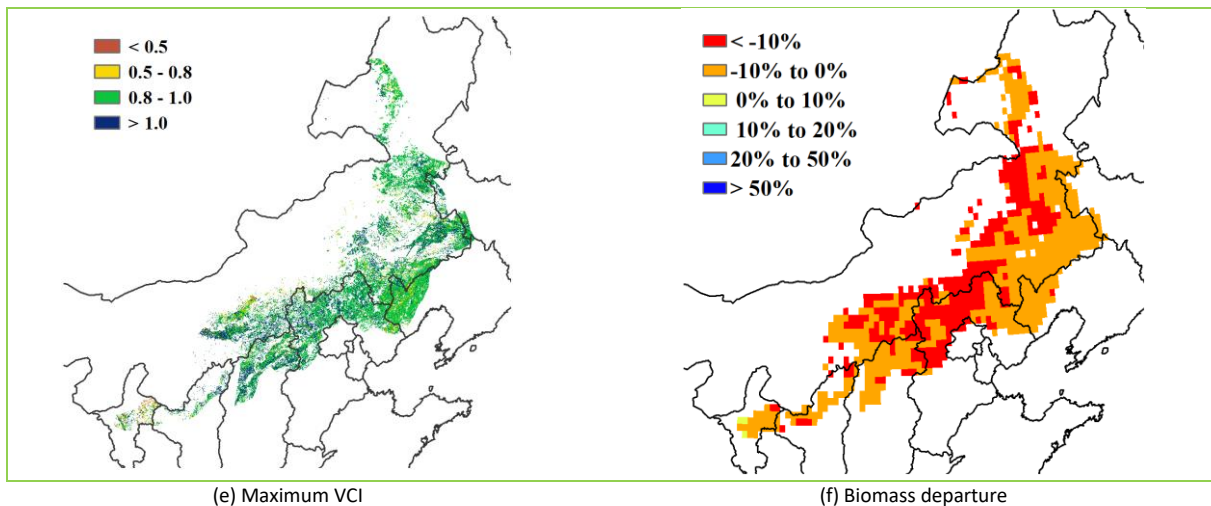 < 0.5
0.5 - 0.8
0.8 - 1.0
> 1.0
< -10%
-10% to 0%
0% to 10%
10% to 20%
20% to 50%
> 50%
(e) Maximum VCI
(f) Biomass departure